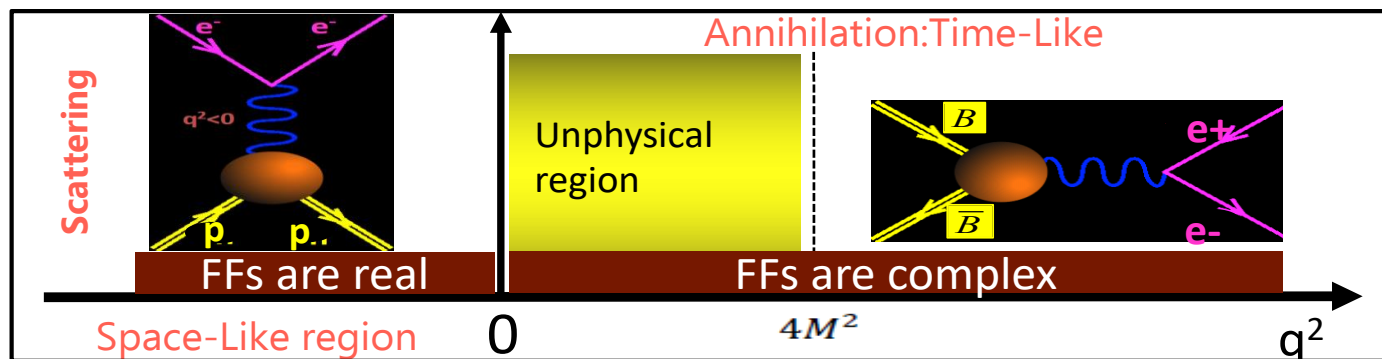 Scattering
e⁻ e⁻
q²<0
p p
Annihilation:Time-Like
Unphysical
region
B
B̅
e+
e-
FFs are real
FFs are complex
Space-Like region
0
4M²
q²